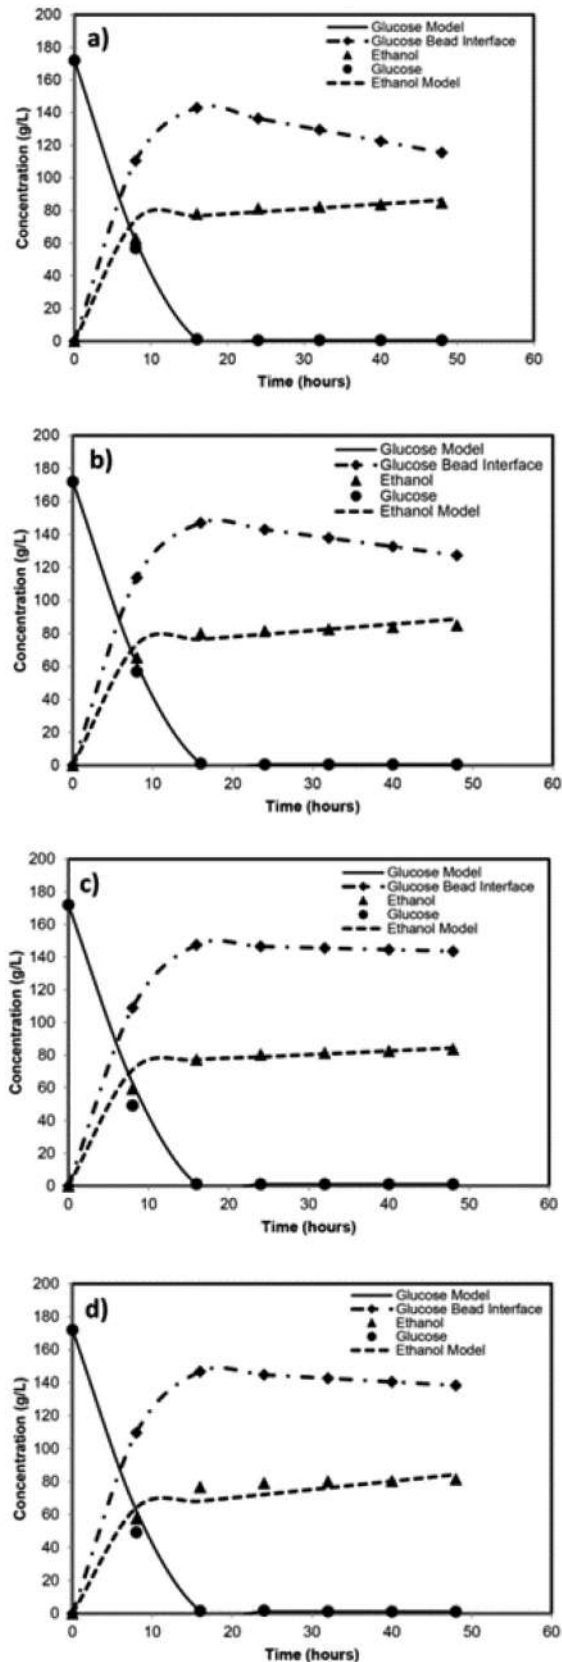 a)
Glucose Model
Glucose Bead Interface
Ethanol
Glucose
Ethanol Model
Concentration (g/L)
200
180
160
140
120
100
80
60
40
20
0
0 10 20 30 40 50 60
Time (hours)
b)
Glucose Model
Glucose Bead Interface
Ethanol
Glucose
Ethanol Model
Concentration (g/L)
200
180
160
140
120
100
80
60
40
20
0
0 10 20 30 40 50 60
Time (hours)
c)
Glucose Model
Glucose Bead Interface
Ethanol
Glucose
Ethanol Model
Concentration (g/L)
200
180
160
140
120
100
80
60
40
20
0
0 10 20 30 40 50 60
Time (hours)
d)
Glucose Model
Glucose Bead Interface
Ethanol
Glucose
Ethanol Model
Concentration (g/L)
200
180
160
140
120
100
80
60
40
20
0
0 10 20 30 40 50 60
Time (hours)